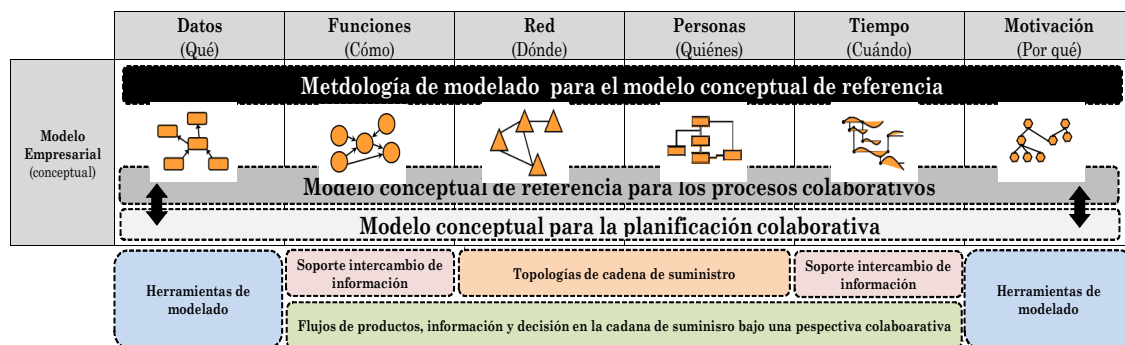 Datos
(Qué)
Funciones
(Cómo)
Red
(Dónde)
Personas
(Quiénes)
Tiempo
(Cuándo)
Motivación
(Por qué)
Modelo
Empresarial
(conceptual)
Metdología de modelado para el modelo conceptual de referencia
Modelo conceptual de referencia para los procesos colaborativos
Modelo conceptual para la planificación colaborativa
Herramientas de
modelado
Soporte intercambio de
información
Topologías de cadena de suministro
Soporte intercambio de
información
Herramientas de
modelado
Flujos de productos, información y decisión en la cadana de suminisro bajo una pespectiva colaboarativa